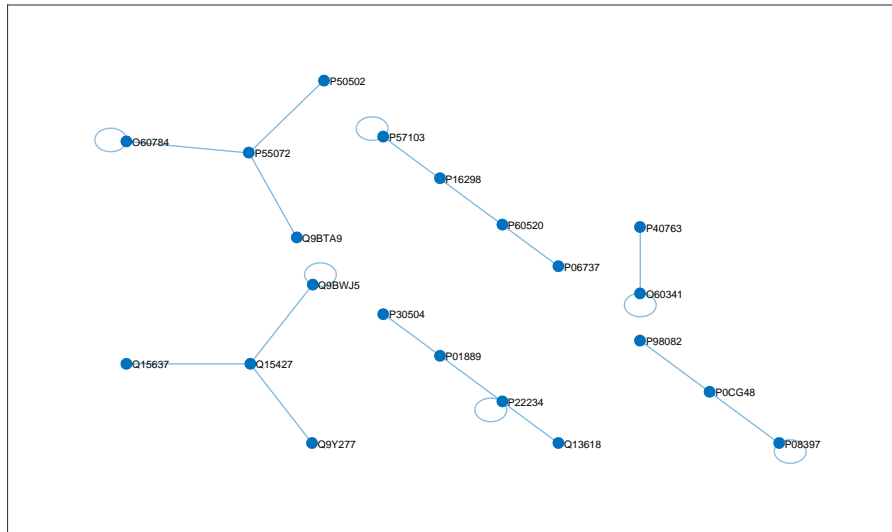 P50502
P57103
O60784
P55072
P16298
P60520
P40763
Q9BTA9
P06737
Q9BWJ5
O60341
P30504
P98082
P01889
Q15637
Q15427
P0CG48
P22234
Q9Y277
Q13618
P08397